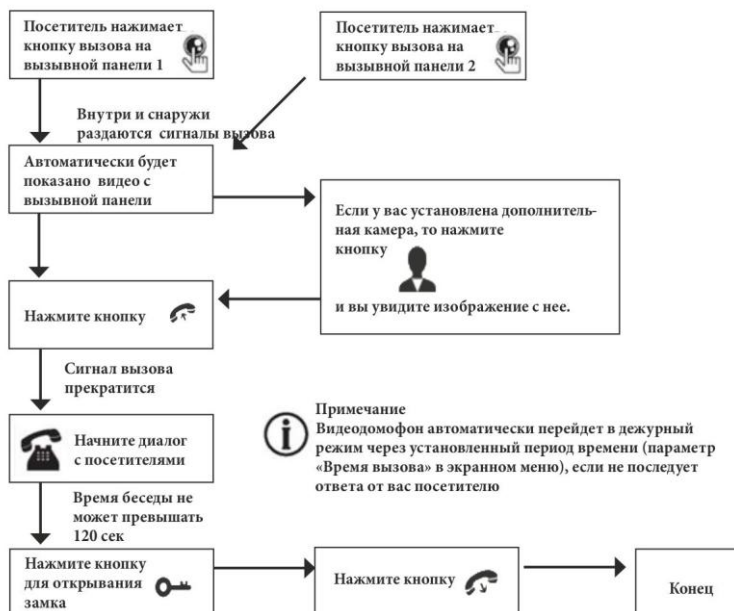 Посетитель нажимает
кнопку вызова на
вызывной панели 1
Посетитель нажимает
кнопку вызова на
вызывной панели 2
Внутри и снаружи
раздаются сигналы вызова
Автоматически будет
показано видео с
вызывной панели
Если у вас установлена дополнитель-
ная камера, то нажмите
кнопку
и вы увидите изображение с нее.
Нажмите кнопку
Сигнал вызова
прекратится
Начните диалог
с посетителями
Примечание
Видеодомофон автоматически перейдет в дежурный
режим через установленный период времени (параметр
«Время вызова» в экранном меню), если не последует
ответа от вас посетителю
Время беседы не
может превышать
120 сек
Нажмите кнопку
для открывания
замка
Нажмите кнопку
Конец